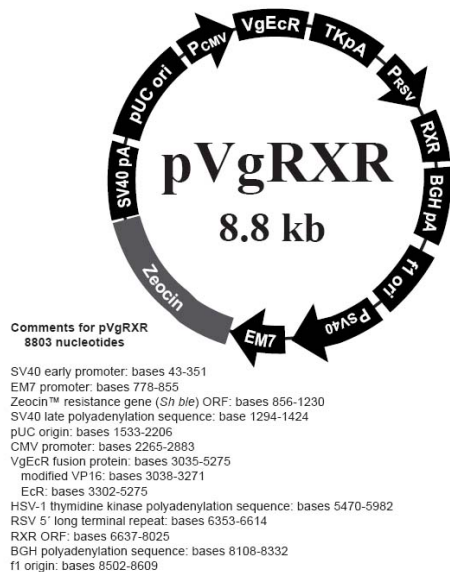 PCMV
VgEcR
TKpA
PRSV
RXR
BGH pA
f1 ori
PSV40
EM7
Zeocin
SV40 pA
pUC ori
pVgRXR
8.8 kb
Comments for pVgRXR
8803 nucleotides
SV40 early promoter: bases 43-351
EM7 promoter: bases 778-855
Zeocin™ resistance gene (Sh ble) ORF: bases 856-1230
SV40 late polyadenylation sequence: base 1294-1424
pUC origin: bases 1533-2206
CMV promoter: bases 2265-2883
VgEcR fusion protein: bases 3035-5275
modified VP16: bases 3038-3271
EcR: bases 3302-5275
HSV-1 thymidine kinase polyadenylation sequence: bases 5470-5982
RSV 5´ long terminal repeat: bases 6353-6614
RXR ORF: bases 6637-8025
BGH polyadenylation sequence: bases 8108-8332
f1 origin: bases 8502-8609